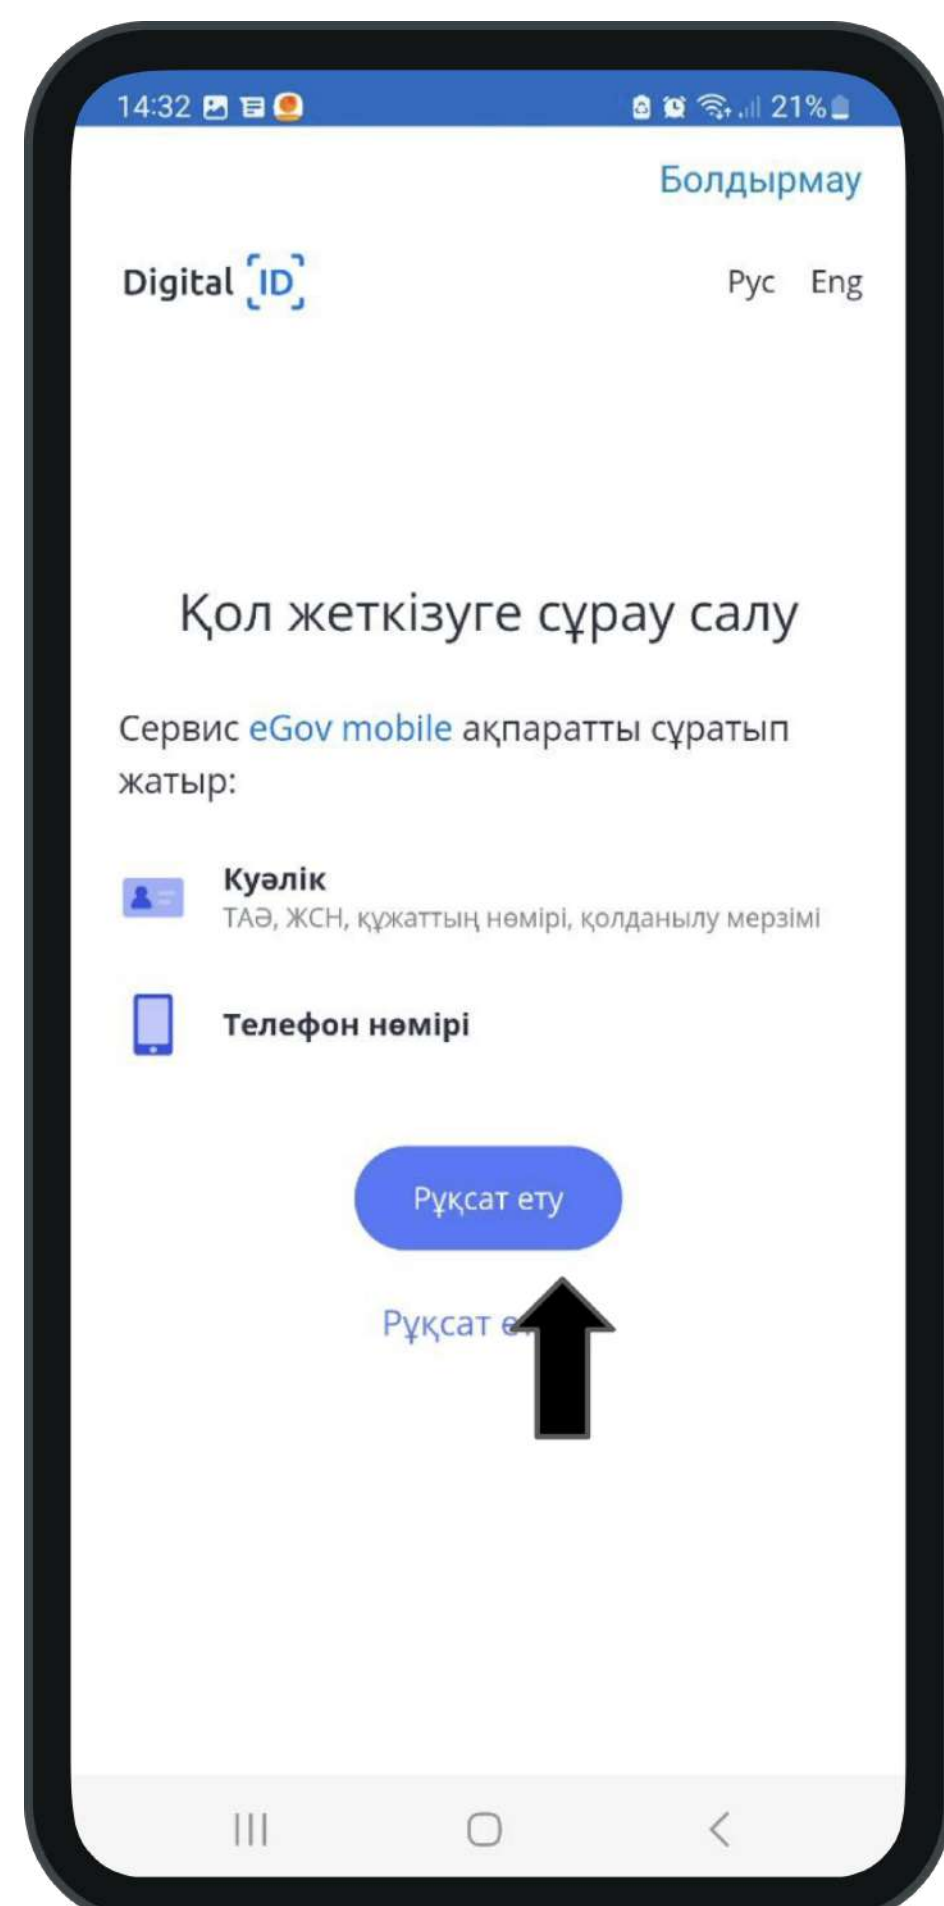 14:32
21%
Болдырмау
Digital ID
Рус Eng
Қол жеткізуге сұрау салу
Сервис eGov mobile ақпаратты сұратып
жатыр:
Куәлік
ТАӘ, ЖСН, құжаттың нөмірі, қолданылу мерзімі
Телефон нөмірі
Рұқсат ету
Рұқсат